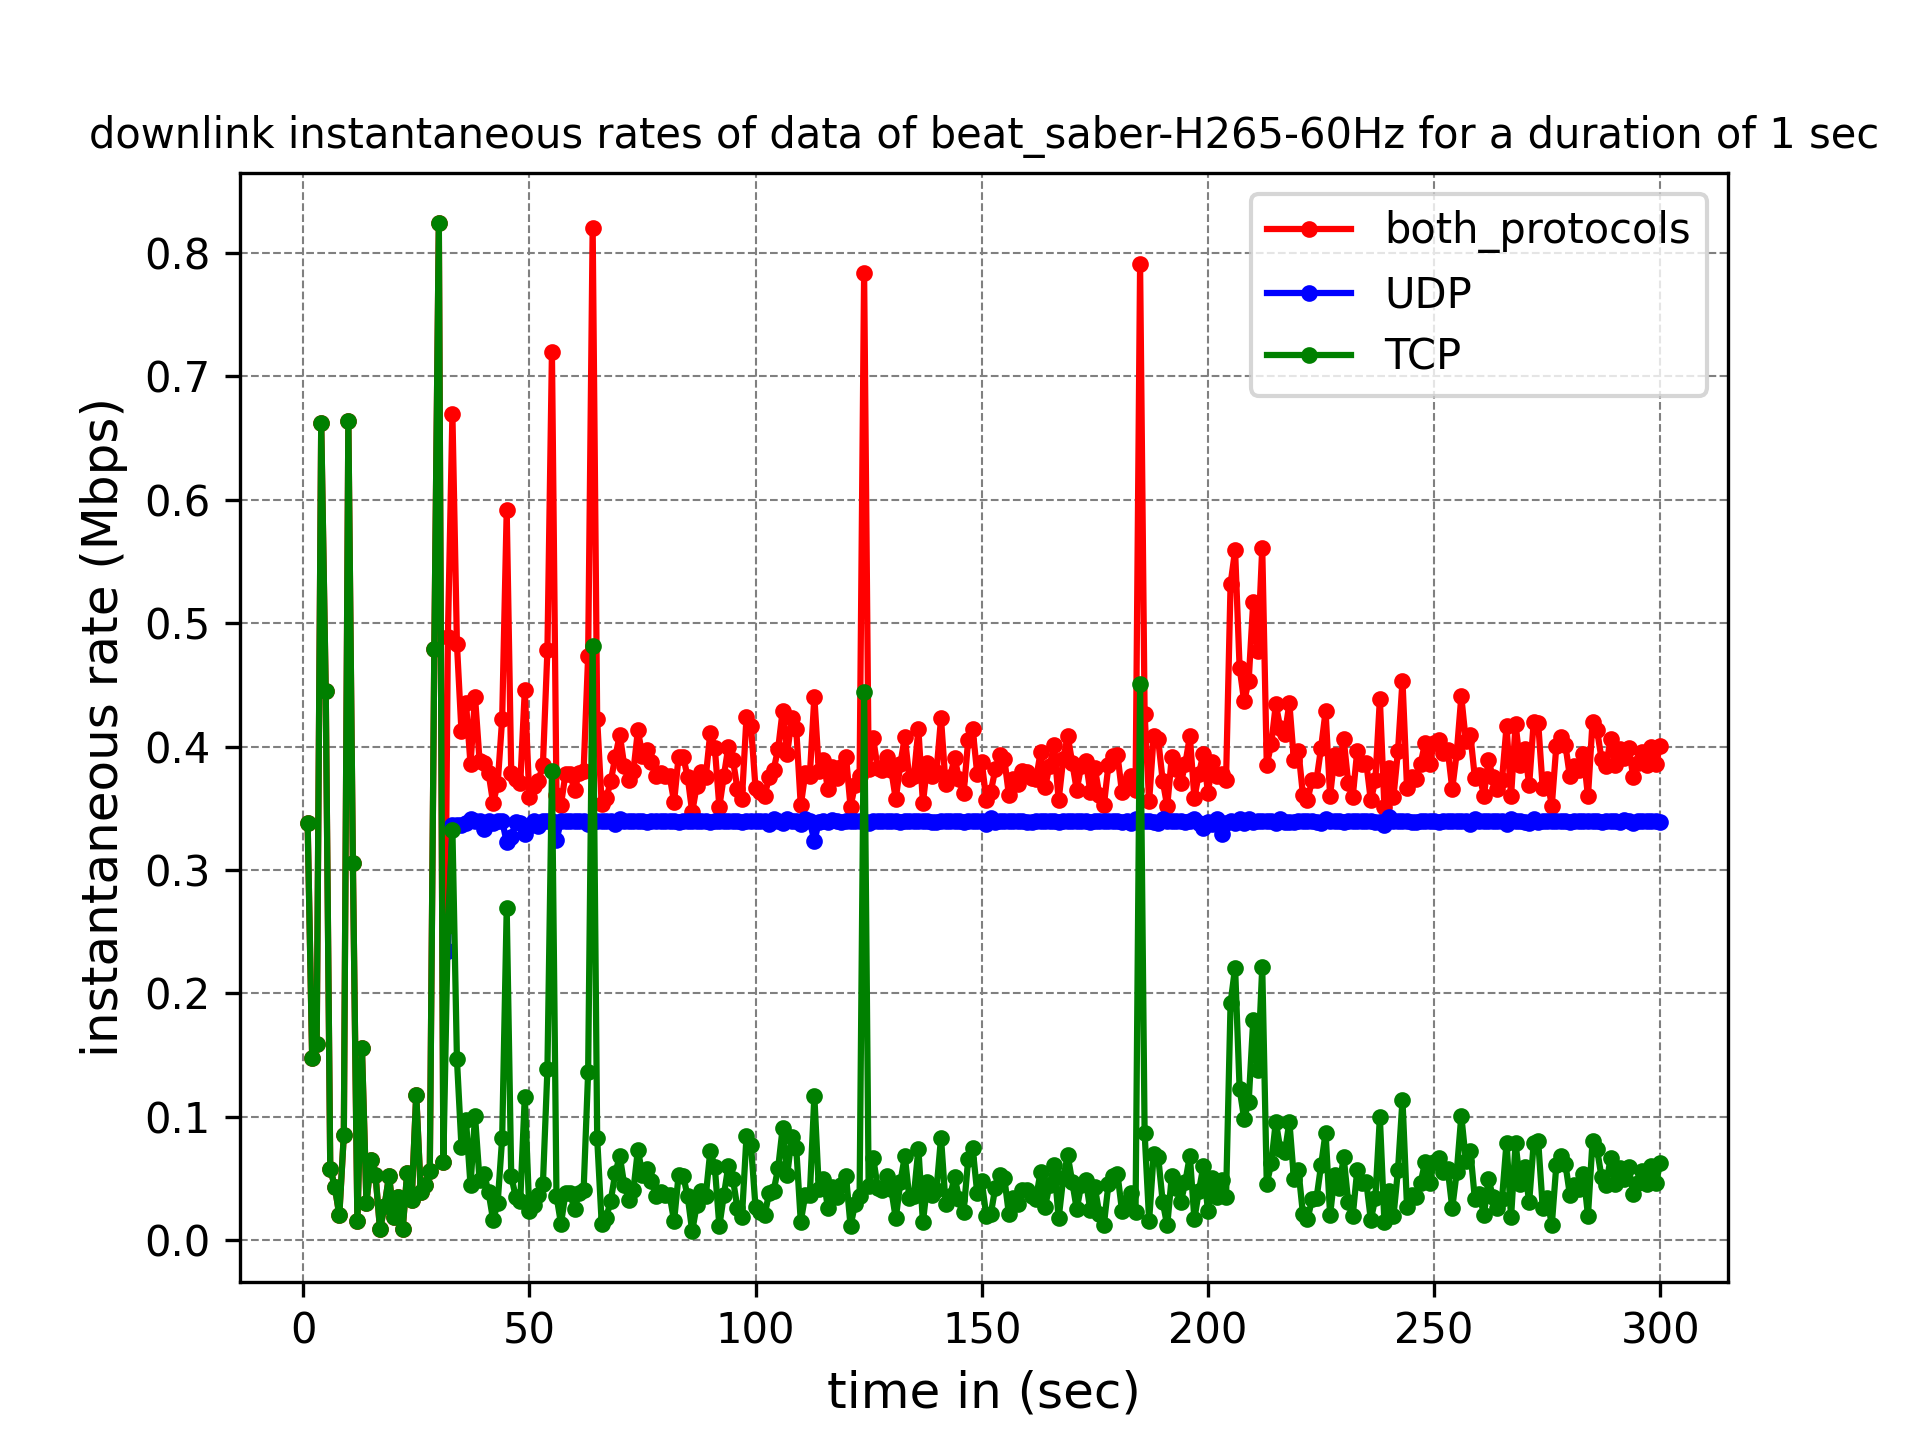 downlink instantaneous rates of data of beat_saber-H265-60Hz for a duration of 1 sec
both_protocols
UDP
TCP
instantaneous rate (Mbps)
0.8
0.7
0.6
0.5
0.4
0.3
0.2
0.1
0.0
0 50 100 150 200 250 300
time in (sec)